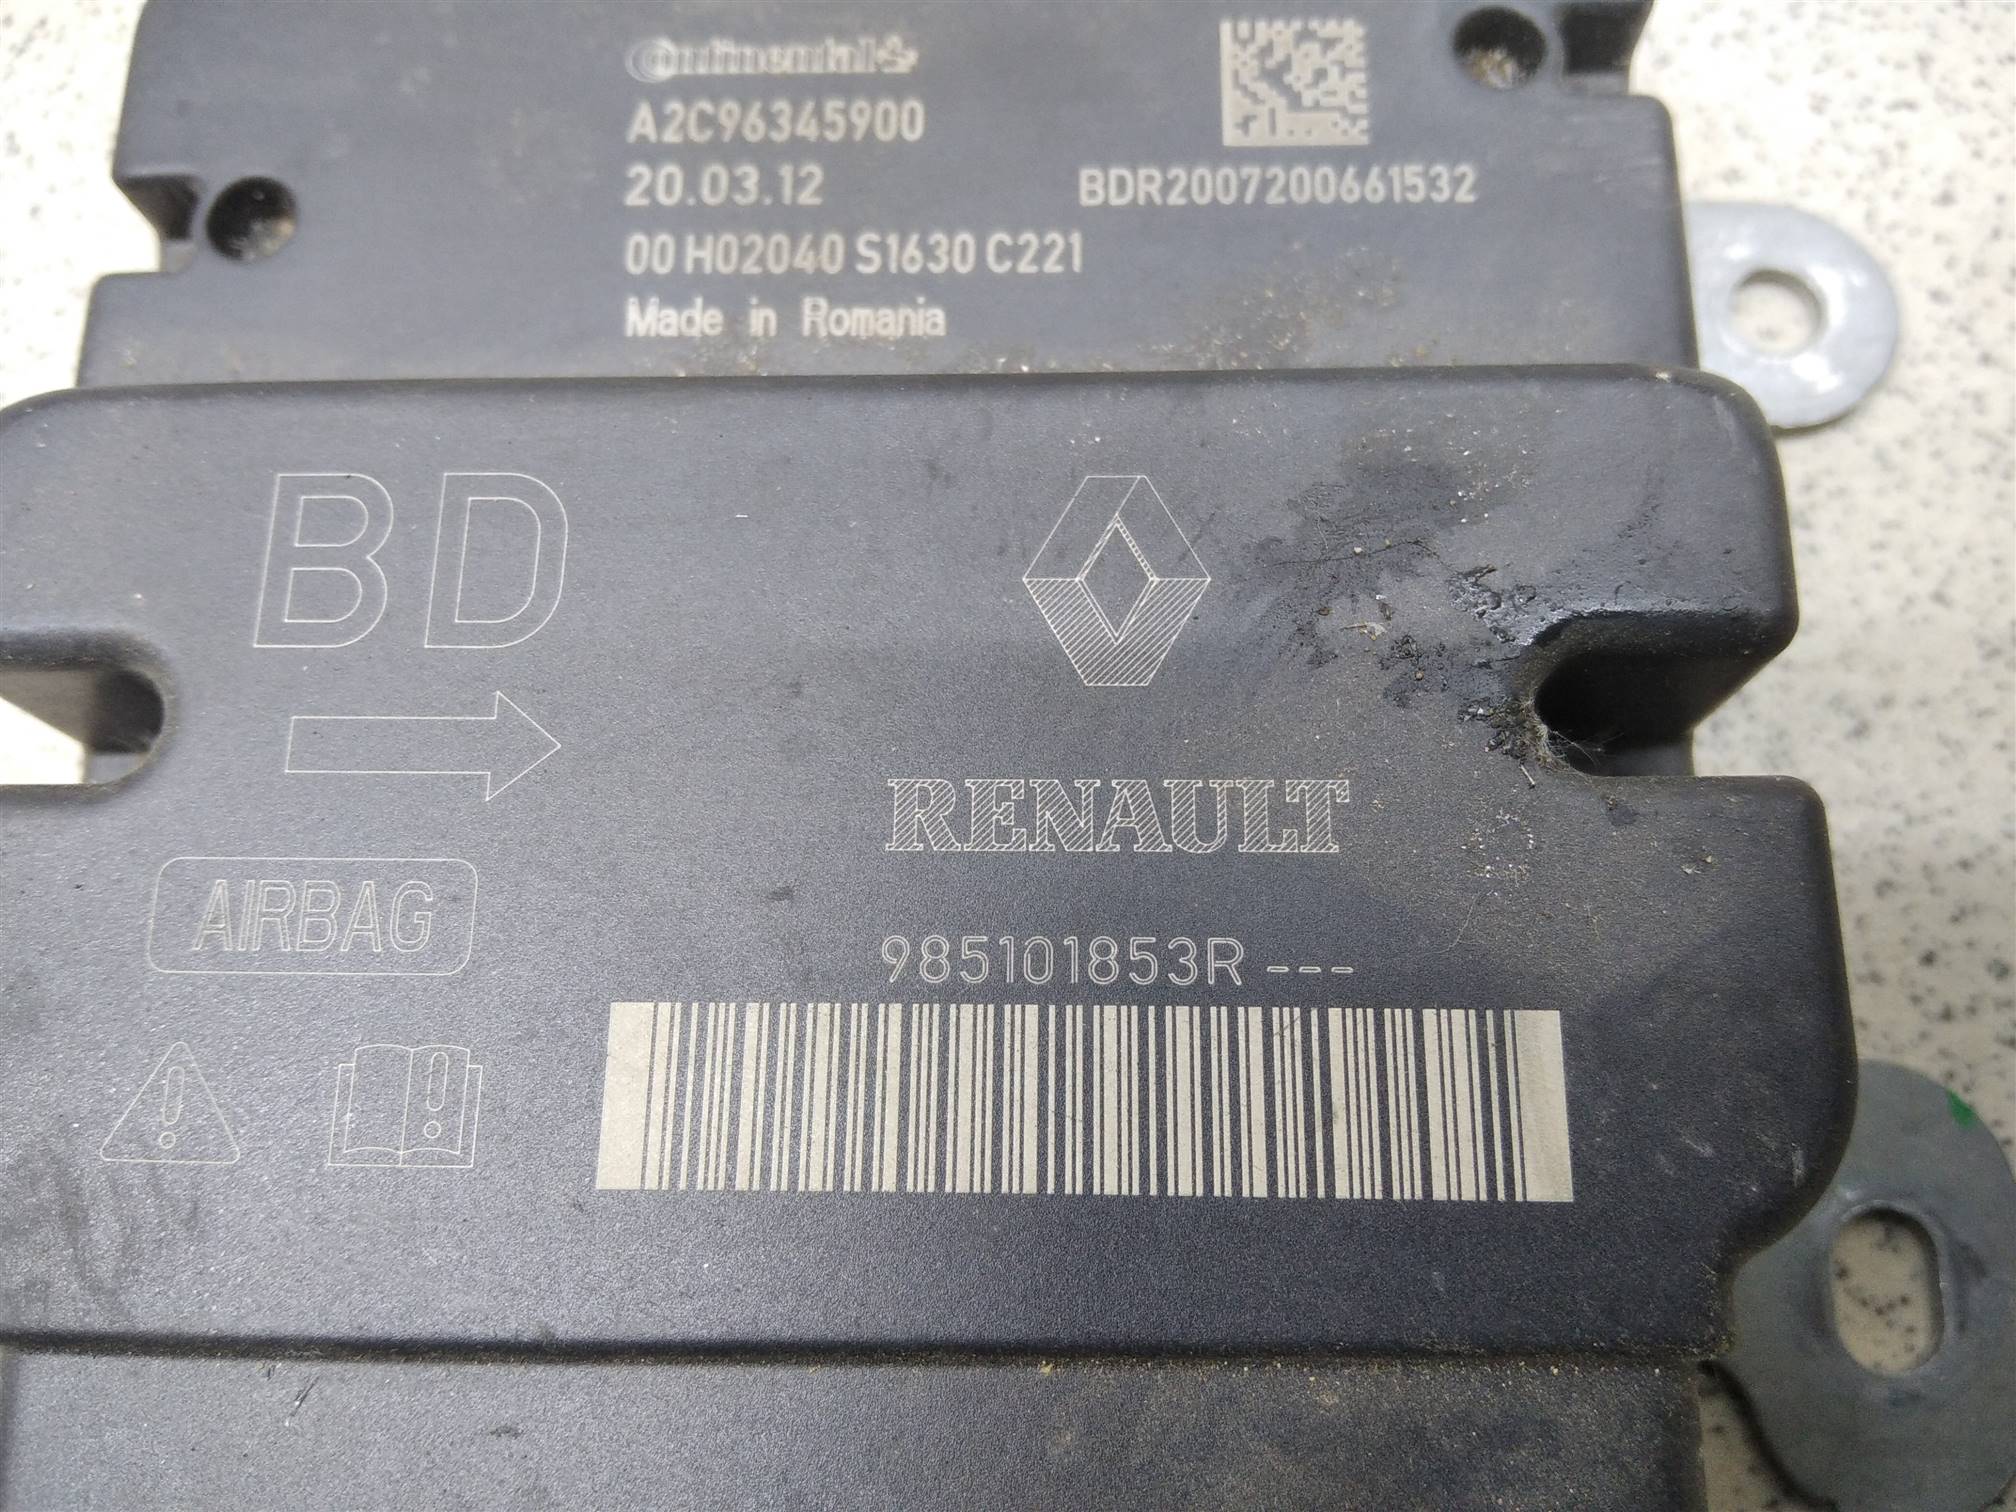 Continental
A2C96345900
20.03.12
BDR2007200661532
00 H02040 S1630 C221
Made in Romania
BD
RENAULT
AIRBAG
985101853R ---